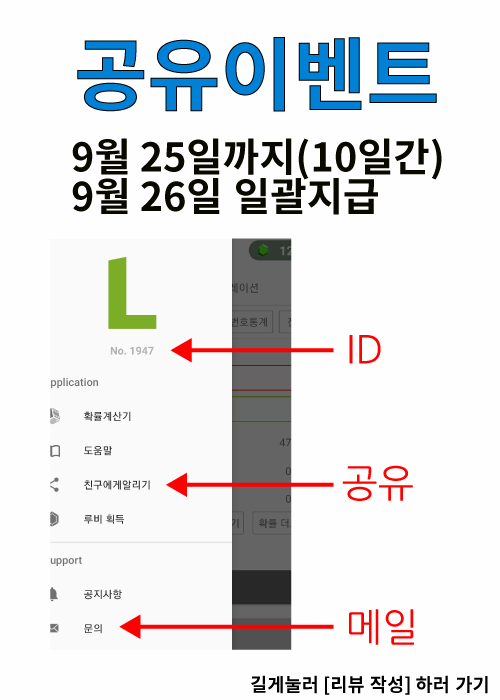 공유이벤트
9월 25일까지(10일간)
9월 26일 일괄지급
L
12
No. 1947
ID
레이션
번호통계
pplication
확률계산기
도움말
47
친구에게알리기
공유
0
루비 획득
0
기
확률 더
upport
공지사항
문의
메일
길게눌러 [리뷰 작성] 하러 가기